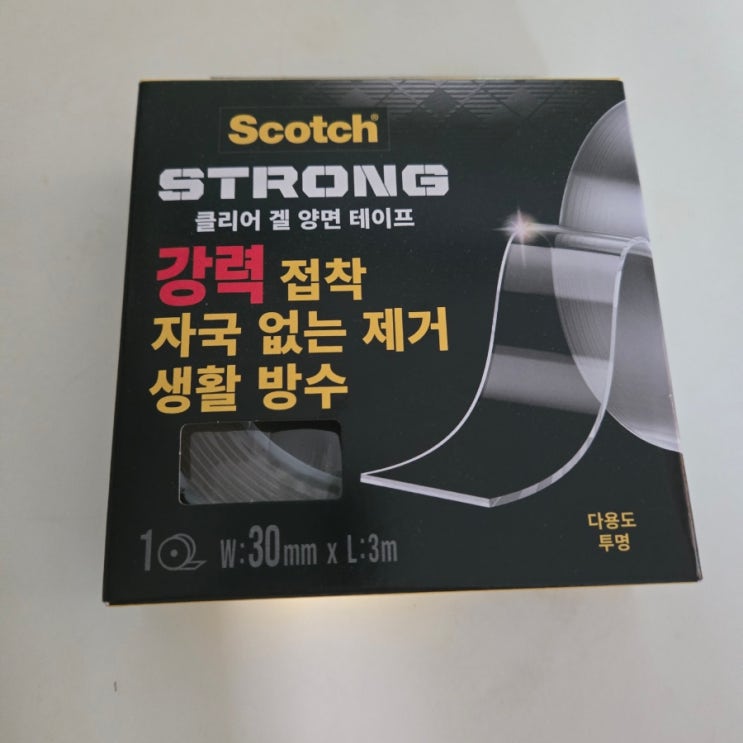 Scotch®
STRONG
클리어 겔 양면 테이프
강력 접착
자국 없는 제거
생활 방수
1 W:30mm x L:3m
다용도
투명